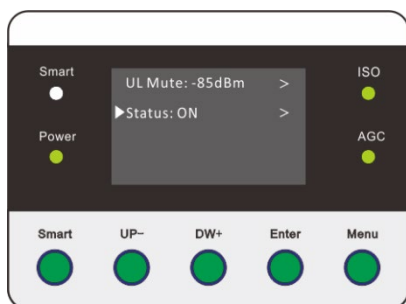 Smart
ISO
UL Mute: -85dBm >
▶Status: ON >
Power
AGC
Smart UP- DW+ Enter Menu